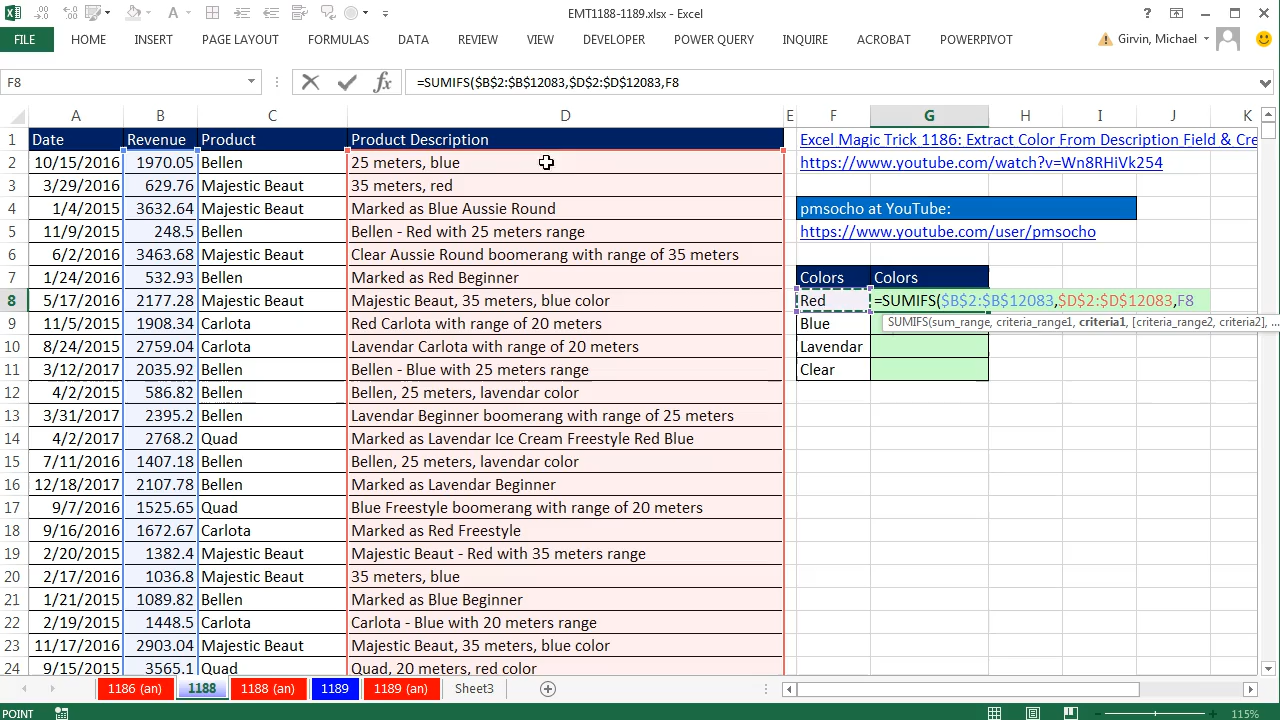 EMT1188-1189.xlsx - Excel
FILE HOME INSERT PAGE LAYOUT FORMULAS DATA REVIEW VIEW DEVELOPER POWER QUERY INQUIRE ACROBAT POWERPIVOT Girvin, Michael
F8 =SUMIFS($B$2:$B$12083,$D$2:$D$12083,F8
A B C D E F G H I J K
1 Date Revenue Product Product Description Excel Magic Trick 1186: Extract Color From Description Field & Cre
2 10/15/2016 1970.05 Bellen 25 meters, blue https://www.youtube.com/watch?v=Wn8RHiVk254
3 3/29/2016 629.76 Majestic Beaut 35 meters, red
4 1/4/2015 3632.64 Majestic Beaut Marked as Blue Aussie Round pmsocho at YouTube:
5 11/9/2015 248.5 Bellen Bellen - Red with 25 meters range https://www.youtube.com/user/pmsocho
6 6/2/2016 3463.68 Majestic Beaut Clear Aussie Round boomerang with range of 35 meters
7 1/24/2016 532.93 Bellen Marked as Red Beginner Colors Colors
8 5/17/2016 2177.28 Majestic Beaut Majestic Beaut, 35 meters, blue color Red =SUMIFS($B$2:$B$12083,$D$2:$D$12083,F8
9 11/5/2015 1908.34 Carlota Red Carlota with range of 20 meters Blue SUMIFS(sum_range, criteria_range1, criteria1, [criteria_range2, criteria2], ...
10 8/24/2015 2759.04 Carlota Lavendar Carlota with range of 20 meters Lavendar
11 3/12/2017 2035.92 Bellen Bellen - Blue with 25 meters range Clear
12 4/2/2015 586.82 Bellen Bellen, 25 meters, lavendar color
13 3/31/2017 2395.2 Bellen Lavendar Beginner boomerang with range of 25 meters
14 4/2/2017 2768.2 Quad Marked as Lavendar Ice Cream Freestyle Red Blue
15 7/11/2016 1407.18 Bellen Bellen, 25 meters, lavendar color
16 12/18/2017 2107.78 Bellen Marked as Lavendar Beginner
17 9/7/2016 1525.65 Quad Blue Freestyle boomerang with range of 20 meters
18 9/16/2016 1672.67 Carlota Marked as Red Freestyle
19 2/20/2015 1382.4 Majestic Beaut Majestic Beaut - Red with 35 meters range
20 2/17/2016 1036.8 Majestic Beaut 35 meters, blue
21 1/21/2015 1089.82 Bellen Marked as Blue Beginner
22 2/19/2015 1448.5 Carlota Carlota - Blue with 20 meters range
23 11/17/2016 2903.04 Majestic Beaut Majestic Beaut, 35 meters, blue color
24 9/15/2015 3565.1 Quad Quad, 20 meters, red color
1186 (an) 1188 1188 (an) 1189 1189 (an) Sheet3
POINT 115%